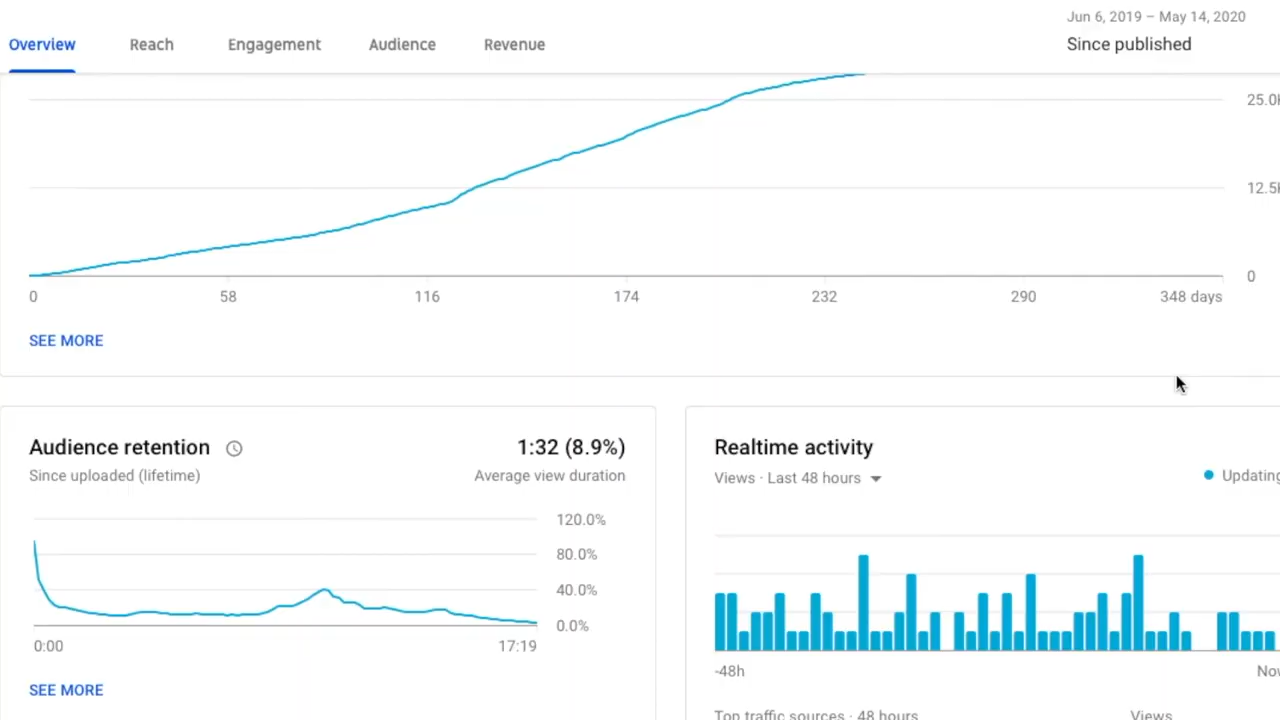 Jun 6, 2019 – May 14, 2020
Overview Reach Engagement Audience Revenue Since published
25.0K
12.5K
0
0 58 116 174 232 290 348 days
SEE MORE
Audience retention 1:32 (8.9%)
Since uploaded (lifetime) Average view duration
120.0%
80.0%
40.0%
0.0%
0:00 17:19
SEE MORE
Realtime activity
Views · Last 48 hours Updating
-48h Now
Top traffic sources · 48 hours Views